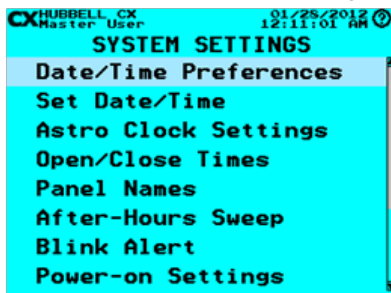 CX HUBBELL CX 01/28/2012 ?
Master User 12:11:01 AM
SYSTEM SETTINGS
Date/Time Preferences
Set Date/Time
Astro Clock Settings
Open/Close Times
Panel Names
After-Hours Sweep
Blink Alert
Power-on Settings